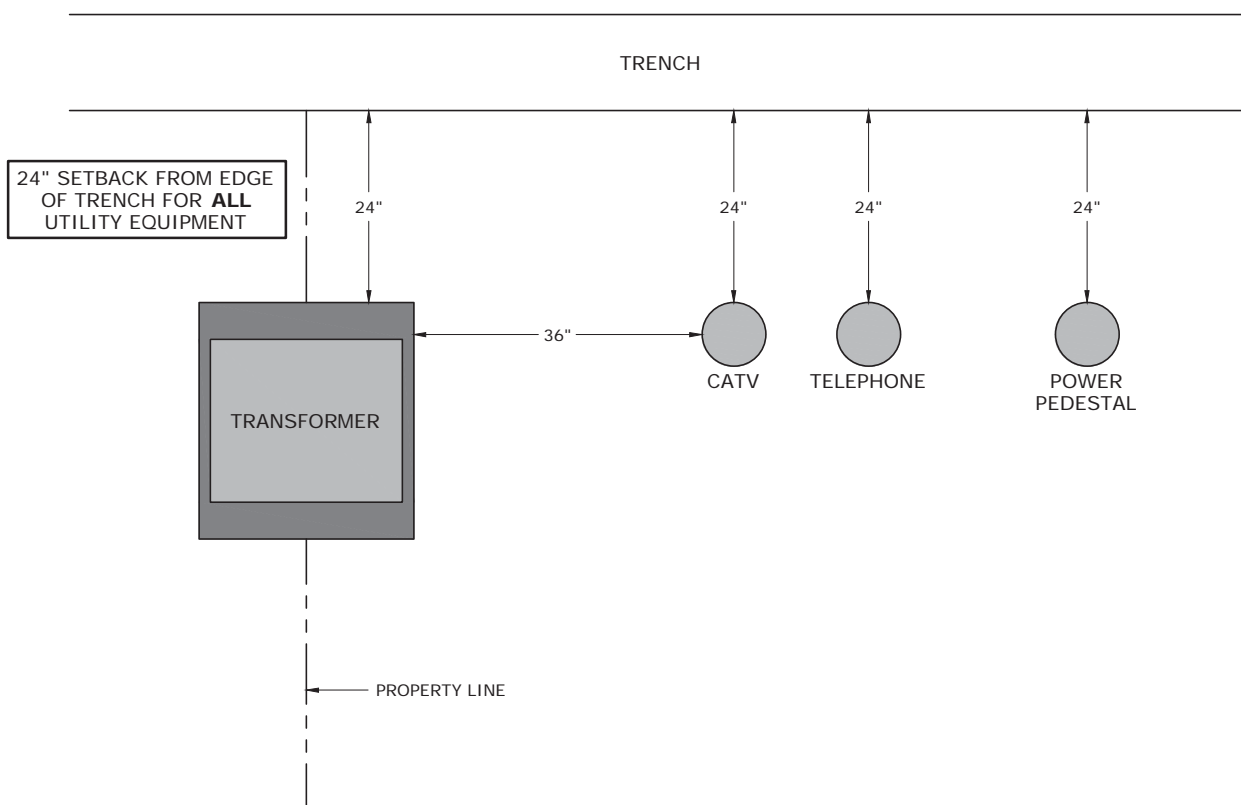 TRENCH
24" SETBACK FROM EDGE
OF TRENCH FOR ALL
UTILITY EQUIPMENT
24"
24"
24"
24"
36"
CATV
TELEPHONE
POWER
PEDESTAL
TRANSFORMER
PROPERTY LINE